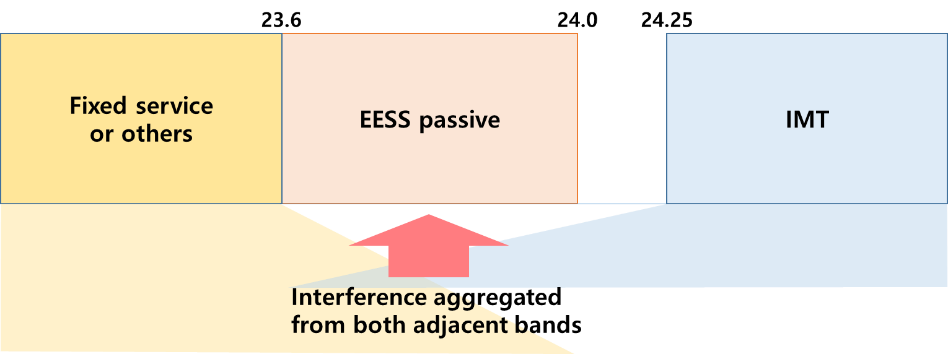 23.6
24.0
24.25
Fixed service
or others
EESS passive
IMT
Interference aggregated
from both adjacent bands